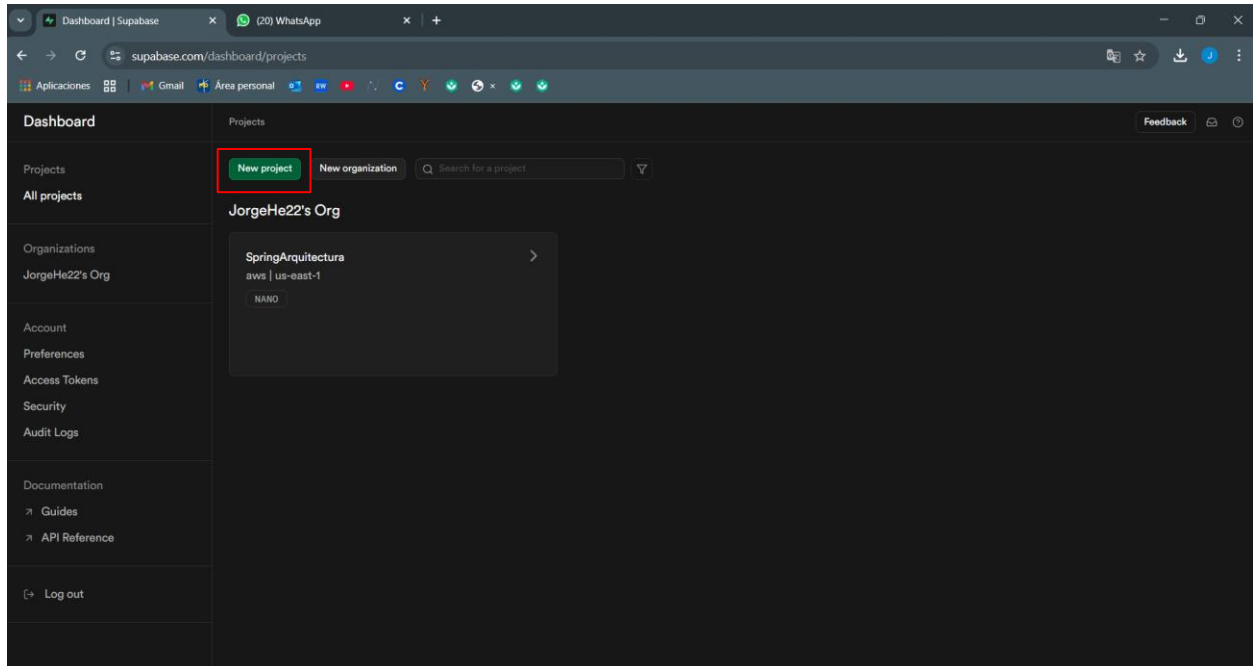 Dashboard | Supabase
(20) WhatsApp
supabase.com/dashboard/projects
J
Aplicaciones
Gmail
Área personal
RW
C
Y
Dashboard
Projects
Feedback
Projects
All projects
New project
New organization
Search for a project
JorgeHe22's Org
Organizations
JorgeHe22's Org
SpringArquitectura
aws | us-east-1
NANO
Account
Preferences
Access Tokens
Security
Audit Logs
Documentation
Guides
API Reference
Log out